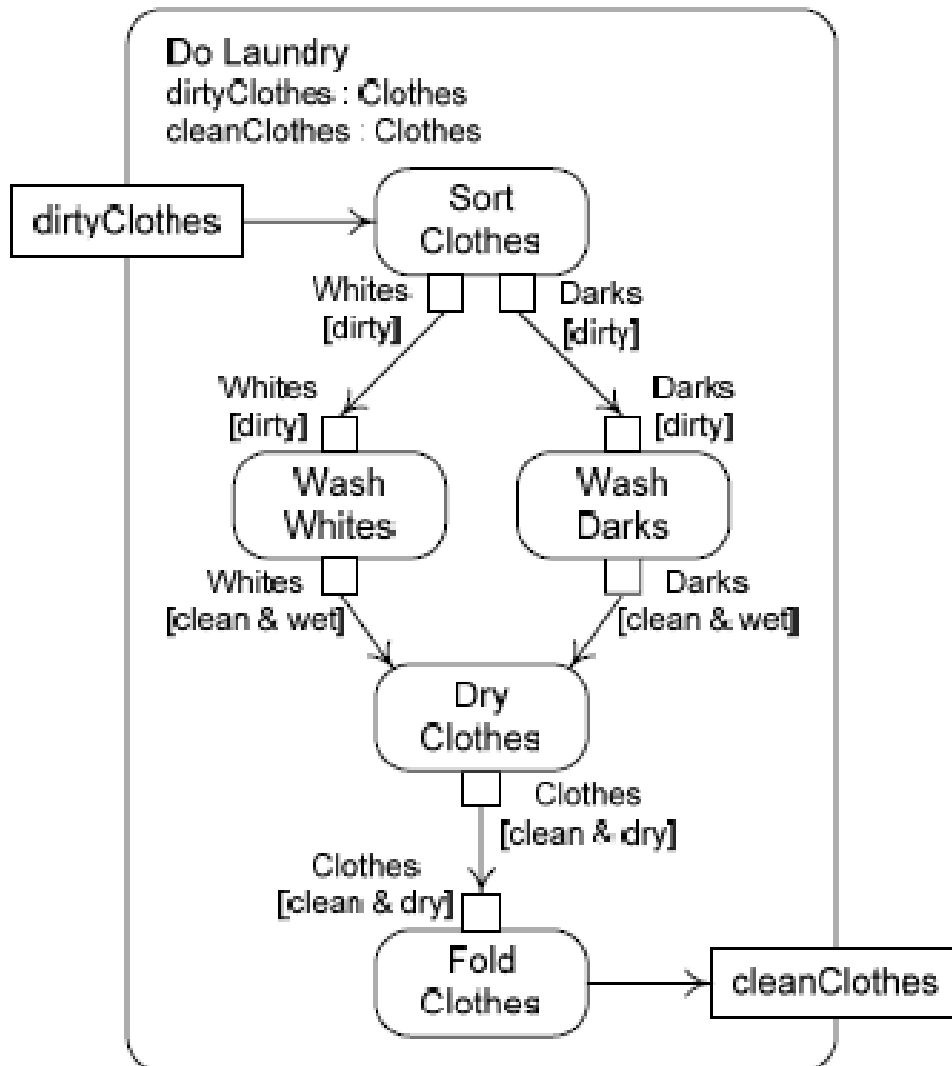 Do Laundry
dirtyClothes : Clothes
cleanClothes : Clothes
dirtyClothes
Sort
Clothes
Whites
[dirty]
Darks
[dirty]
Whites
[dirty]
Darks
[dirty]
Wash
Whites
Wash
Darks
Whites
[clean & wet]
Darks
[clean & wet]
Dry
Clothes
Clothes
[clean & dry]
Clothes
[clean & dry]
Fold
Clothes
cleanClothes